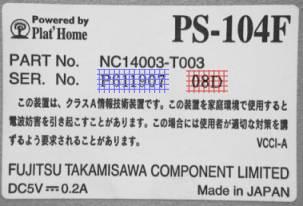 Powered by
Plat'Home
PS-104F
PART No. NC14003-T003
SER. No. P611907 08D
この装置は、クラスA情報技術装置です。この装置を家庭環境で使用すると
電波妨害を引き起こすことがあります。この場合には使用者が適切な対策を講
ずるよう要求されることがあります。
VCCI-A
FUJITSU TAKAMISAWA COMPONENT LIMITED
DC5V⎓0.2A
Made in JAPAN